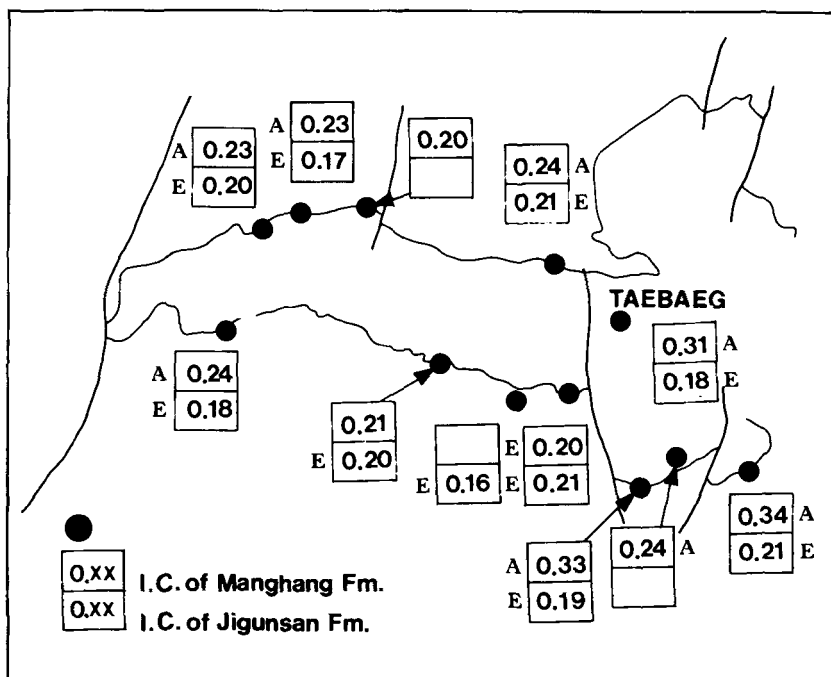 A 0.23
E 0.17
0.20
A 0.23
E 0.20
0.24 A
0.21 E
TAEBAEG
0.31 A
0.18 E
A 0.24
E 0.18
0.21
E 0.20
E 0.16
E 0.20
E 0.21
A 0.33
E 0.19
0.24 A
0.34 A
0.21 E
0.XX I.C. of Manghang Fm.
0.XX I.C. of Jigunsan Fm.